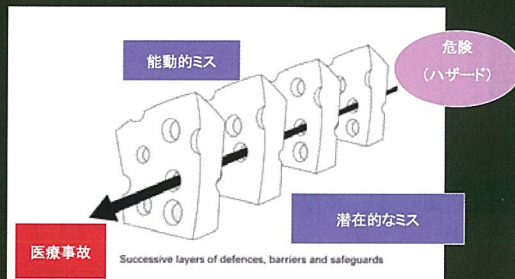 能動的ミス
危険
(ハザード)
潜在的なミス
医療事故
Successive layers of defences, barriers and safeguards